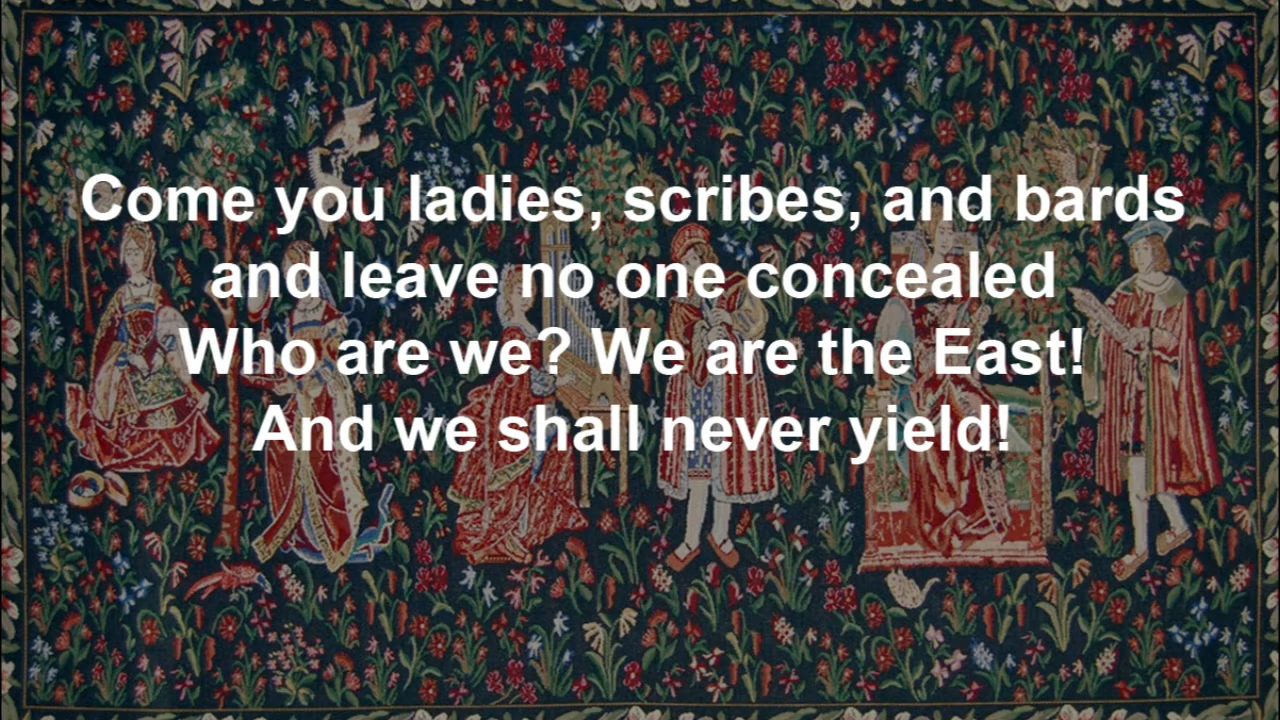 Come you ladies, scribes, and bards
and leave no one concealed
Who are we? We are the East!
And we shall never yield!